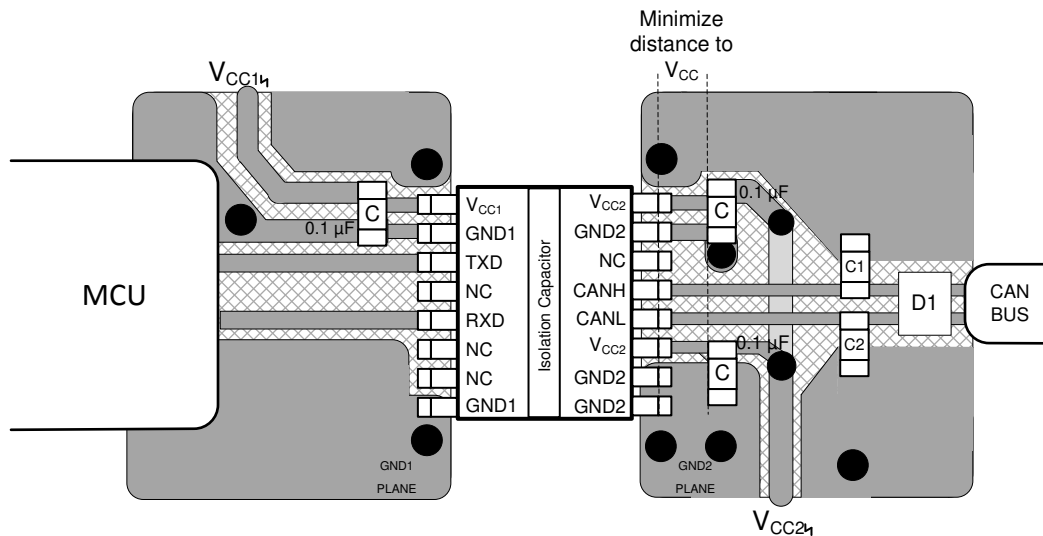 Minimize
distance to
VCC
VCC1
0.1 µF
C
0.1 µF
C
VCC1
GND1
TXD
NC
RXD
NC
NC
GND1
Isolation Capacitor
VCC2
GND2
NC
CANH
CANL
VCC2
GND2
GND2
MCU
C1
C2
D1
CAN
BUS
0.1 µF
C
GND1
PLANE
GND2
PLANE
VCC2